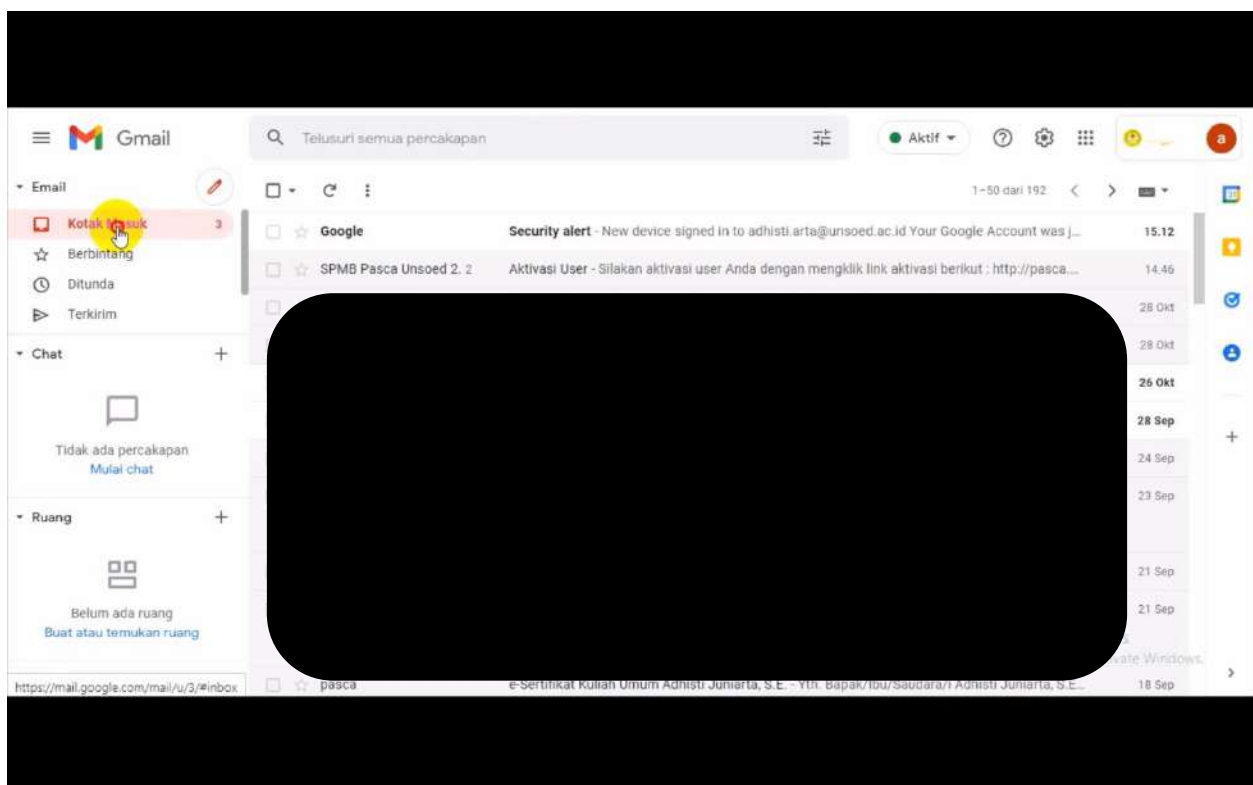 Gmail
Telusuri semua percakapan
Aktif
a
Email
1–50 dari 192
Kotak Masuk 3
Google Security alert - New device signed in to adhisti.arta@unsoed.ac.id Your Google Account was j... 15.12
Berbintang
SPMB Pasca Unsoed 2. 2 Aktivasi User - Silakan aktivasi user Anda dengan mengklik link aktivasi berikut : http://pasca.... 14.46
Ditunda
28 Okt
Terkirim
Chat
28 Okt
26 Okt
28 Sep
Tidak ada percakapan
24 Sep
Mulai chat
23 Sep
Ruang
21 Sep
Belum ada ruang
21 Sep
Buat atau temukan ruang
Windows.
https://mail.google.com/mail/u/3/#inbox
pasca e-Sertifikat Kuliah Umum Adhisti Juniarta, S.E. - Yth. Bapak/Ibu/Saudara/i Adhisti Juniarta, S.E... 18 Sep